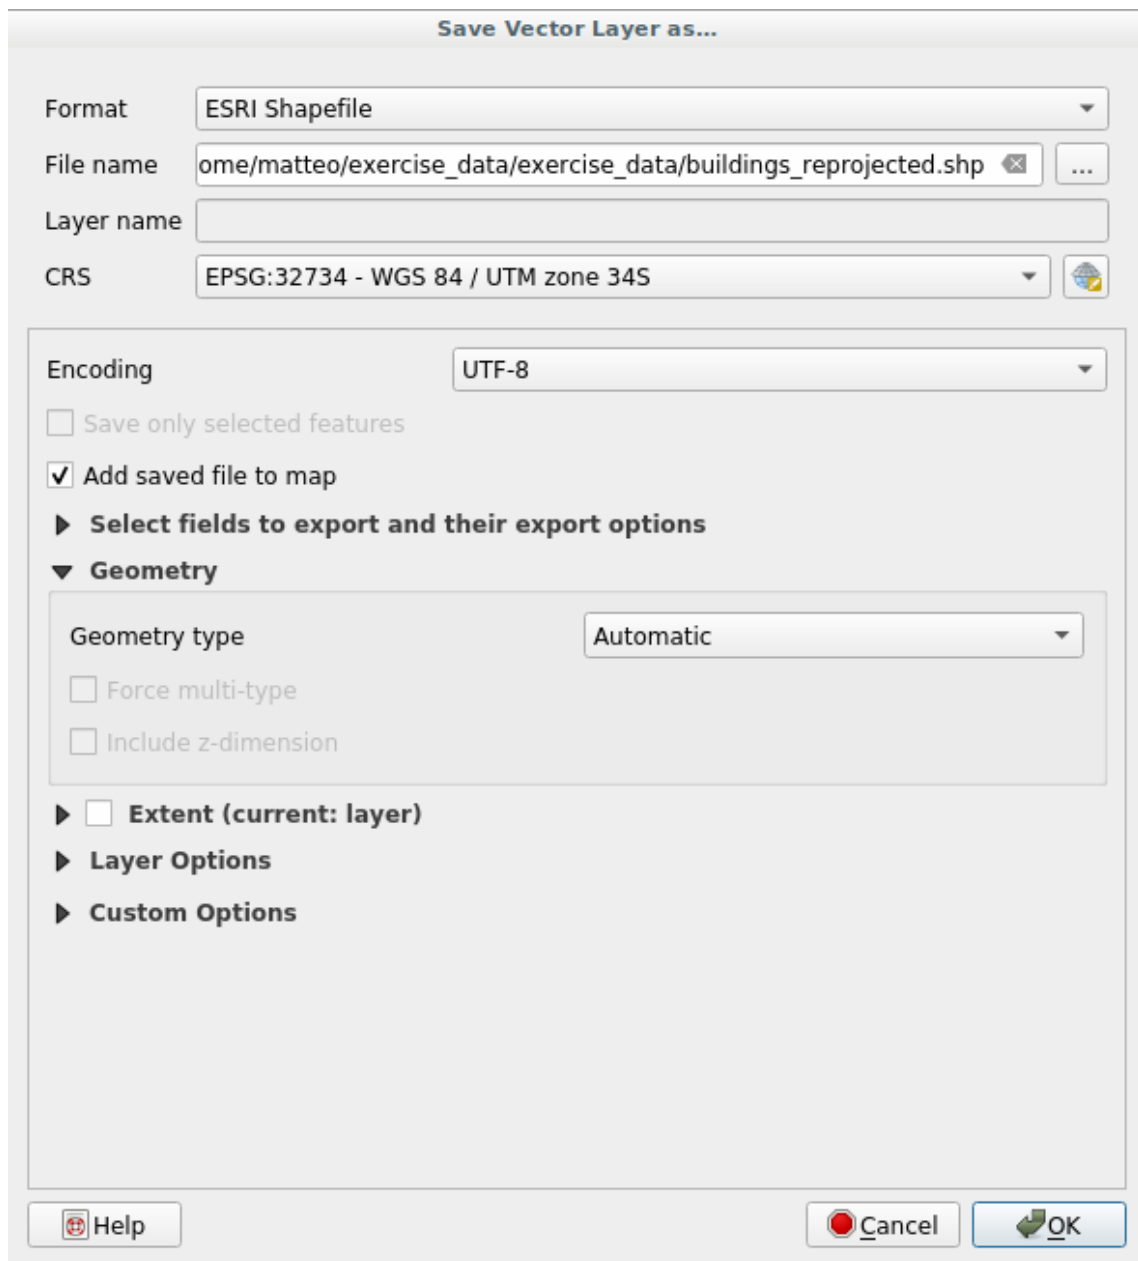 Save Vector Layer as...
Format ESRI Shapefile
File name ome/matteo/exercise_data/exercise_data/buildings_reprojected.shp ...
Layer name
CRS EPSG:32734 - WGS 84 / UTM zone 34S
Encoding UTF-8
Save only selected features
Add saved file to map
Select fields to export and their export options
Geometry
Geometry type Automatic
Force multi-type
Include z-dimension
Extent (current: layer)
Layer Options
Custom Options
Help Cancel OK